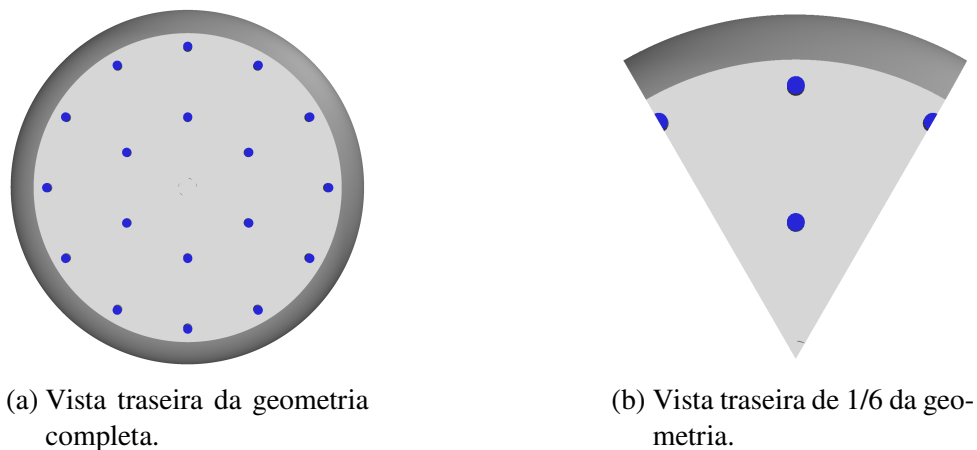 (a) Vista traseira da geometria
completa.
(b) Vista traseira de 1/6 da geo-
metria.